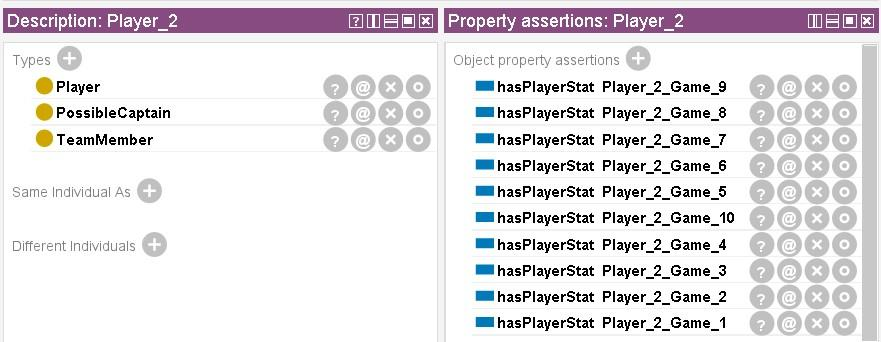 Description: Player_2
Types
Player
PossibleCaptain
TeamMember
Same Individual As
Different Individuals
Property assertions: Player_2
Object property assertions
hasPlayerStat Player_2_Game_9
hasPlayerStat Player_2_Game_8
hasPlayerStat Player_2_Game_7
hasPlayerStat Player_2_Game_6
hasPlayerStat Player_2_Game_5
hasPlayerStat Player_2_Game_10
hasPlayerStat Player_2_Game_4
hasPlayerStat Player_2_Game_3
hasPlayerStat Player_2_Game_2
hasPlayerStat Player_2_Game_1